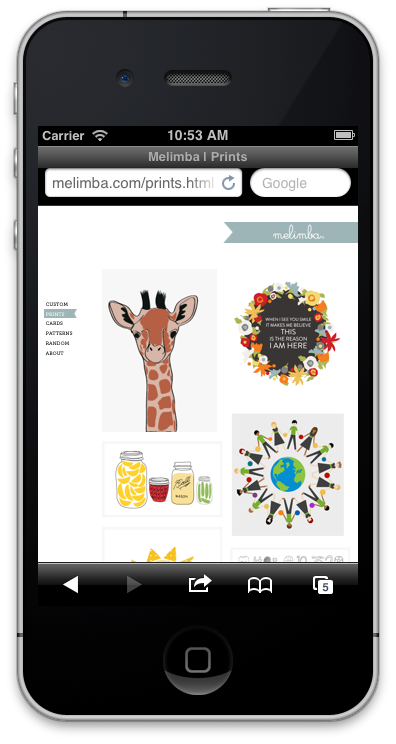 Carrier
10:53 AM
Melimba | Prints
melimba.com/prints.html
Google
melimba
CUSTOM
PRINTS
CARDS
PATTERNS
RANDOM
ABOUT
WHEN I SEE YOU SMILE
IT MAKES ME BELIEVE
THIS
IS THE REASON
I AM HERE
MASON
5